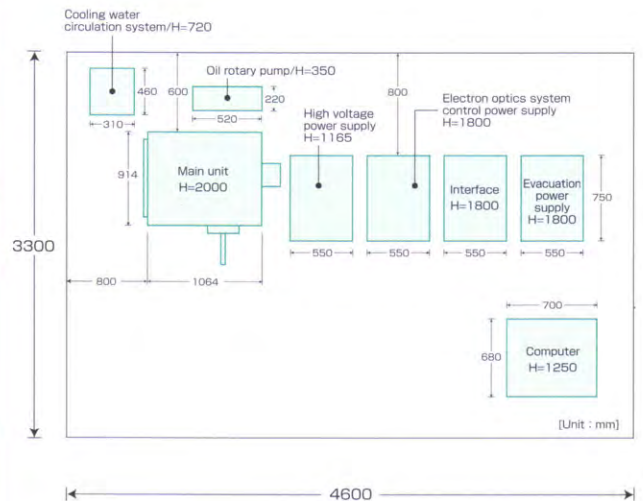 Cooling water
circulation system/H=720
Oil rotary pump/H=350
Electron optics system
control power supply
H=1800
High voltage
power supply
H=1165
460
600
220
800
310
520
914
Main unit
H=2000
Interface
H=1800
Evacuation
power
supply
H=1800
750
3300
550
550
550
550
800
1064
700
680
Computer
H=1250
[Unit : mm]
4600